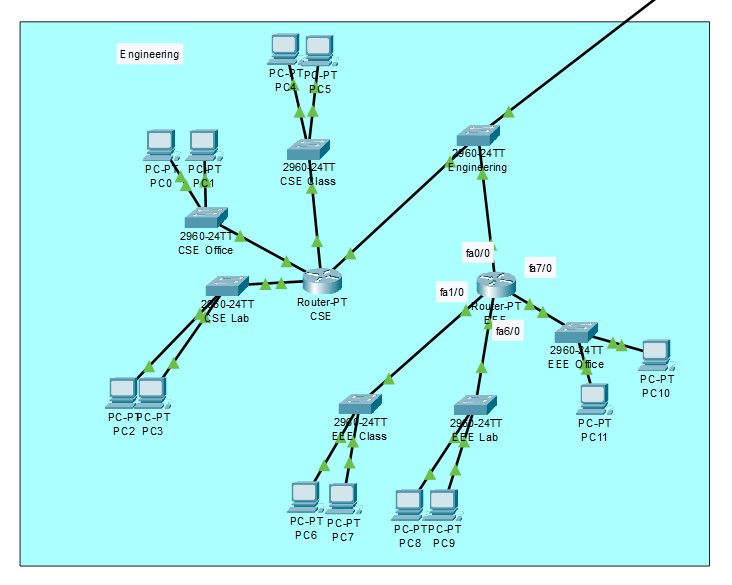 Engineering
PC-PT
PC4
PC-PT
PC5
2960-24TT
CSE Class
2960-24TT
Engineering
PC-PT
PC0
PC-PT
PC1
2960-24TT
CSE Office
2960-24TT
CSE Lab
Router-PT
CSE
fa0/0
fa7/0
fa1/0
Router-PT
EEE
fa6/0
2960-24TT
EEE Office
PC-PT
PC10
PC-PT
PC11
PC-PT
PC2
PC-PT
PC3
2960-24TT
EEE Class
2960-24TT
EEE Lab
PC-PT
PC6
PC-PT
PC7
PC-PT
PC8
PC-PT
PC9